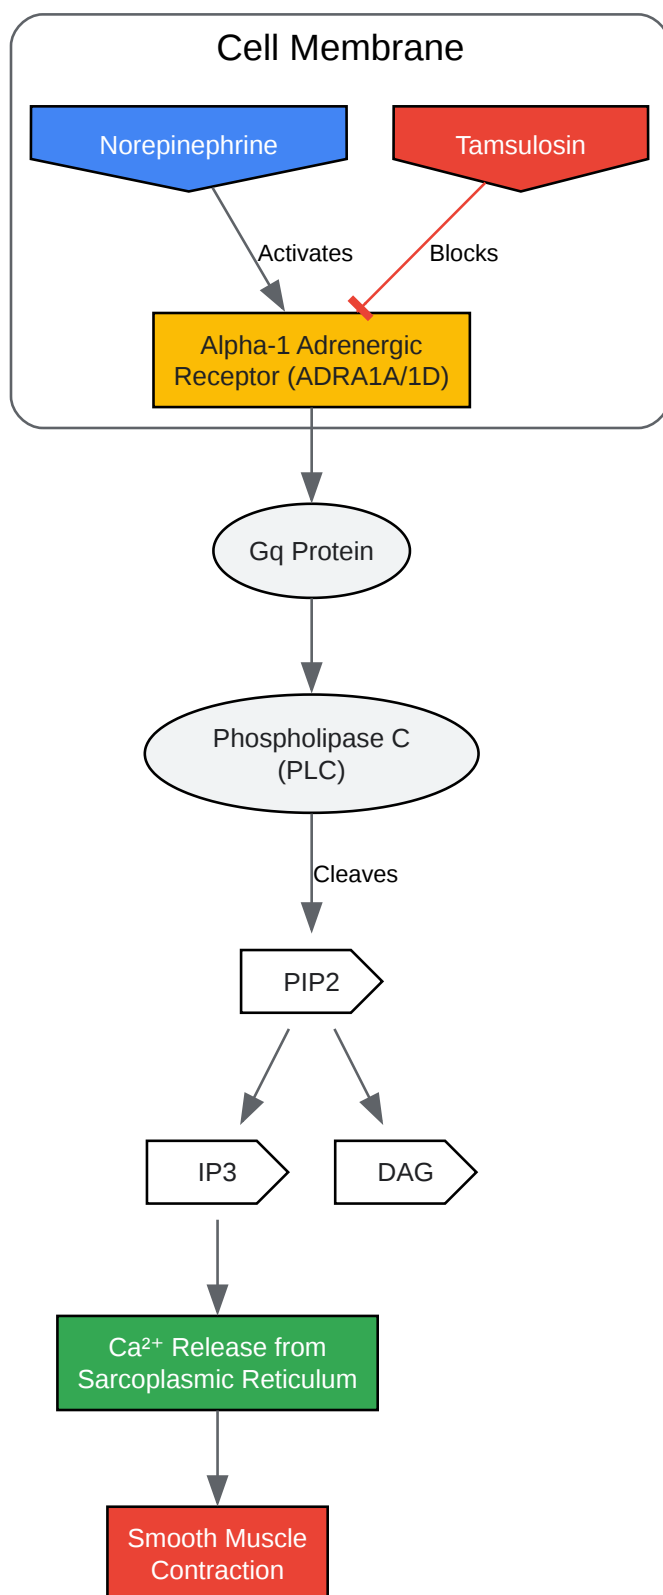 Cell Membrane
Norepinephrine
Tamsulosin
Activates
Blocks
Alpha-1 Adrenergic
Receptor (ADRA1A/1D)
Gq Protein
Phospholipase C
(PLC)
Cleaves
PIP2
IP3
DAG
Ca²⁺ Release from
Sarcoplasmic Reticulum
Smooth Muscle
Contraction